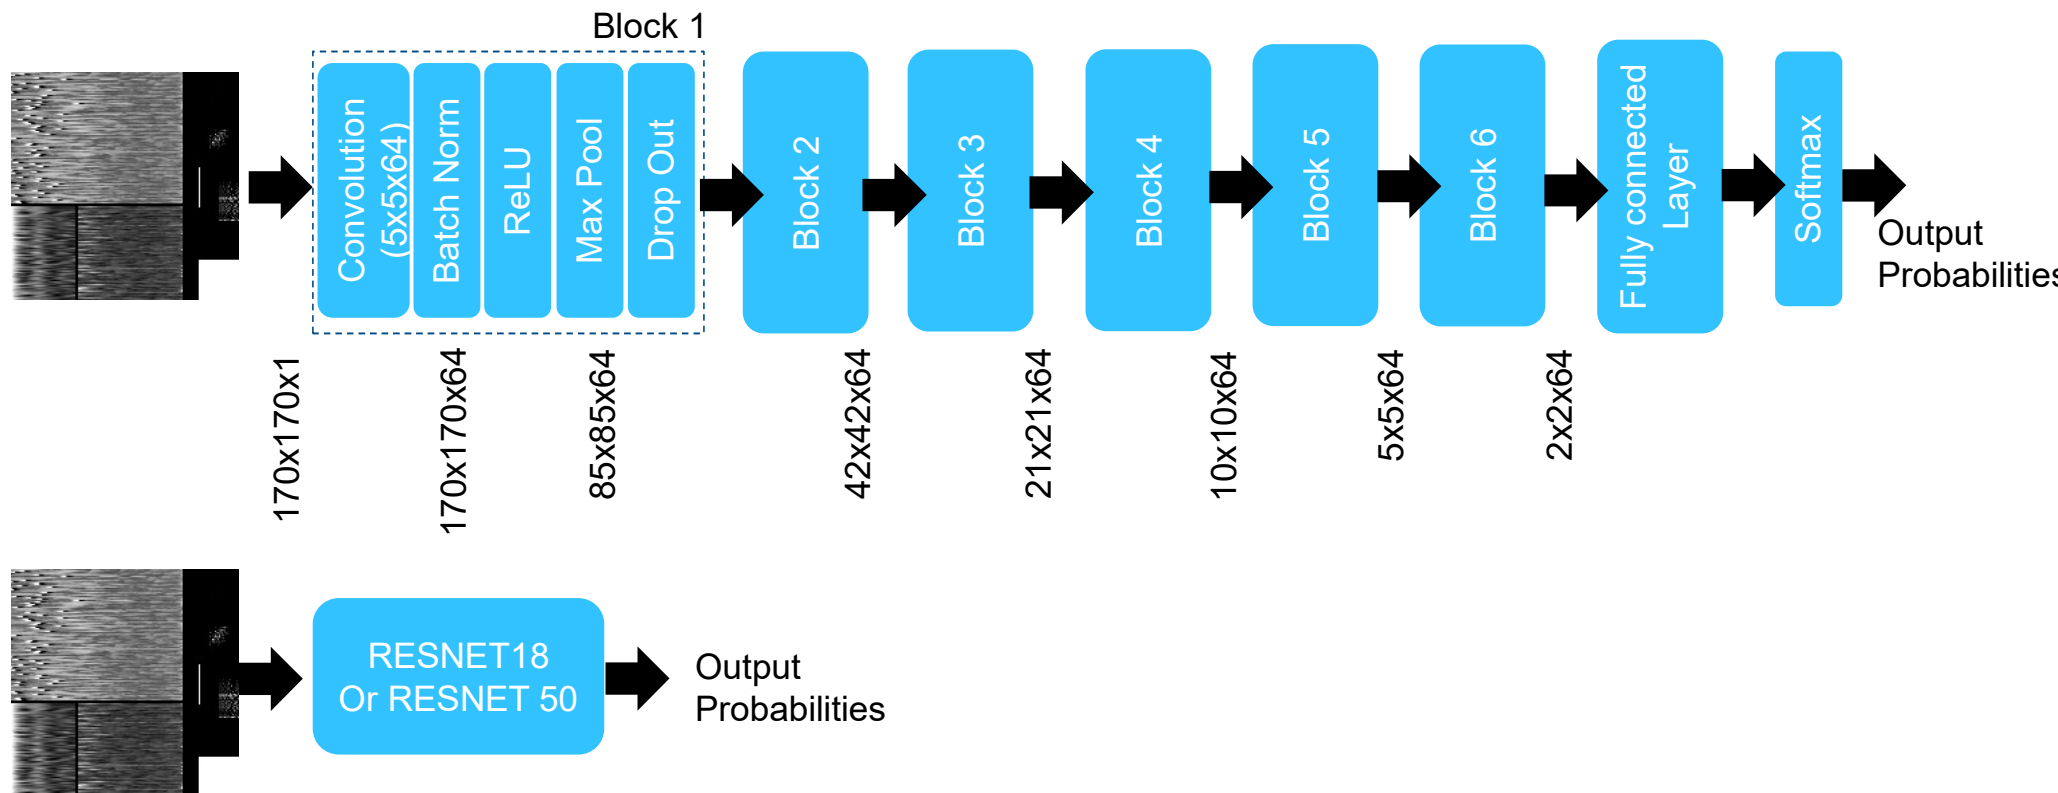 Block 1
Convolution
(5x5x64)
Batch Norm
ReLU
Max Pool
Drop Out
Block 2
Block 3
Block 4
Block 5
Block 6
Fully connected
Layer
Softmax
Output
Probabilities
170x170x1
170x170x64
85x85x64
42x42x64
21x21x64
10x10x64
5x5x64
2x2x64
RESNET18
Or RESNET 50
Output
Probabilities